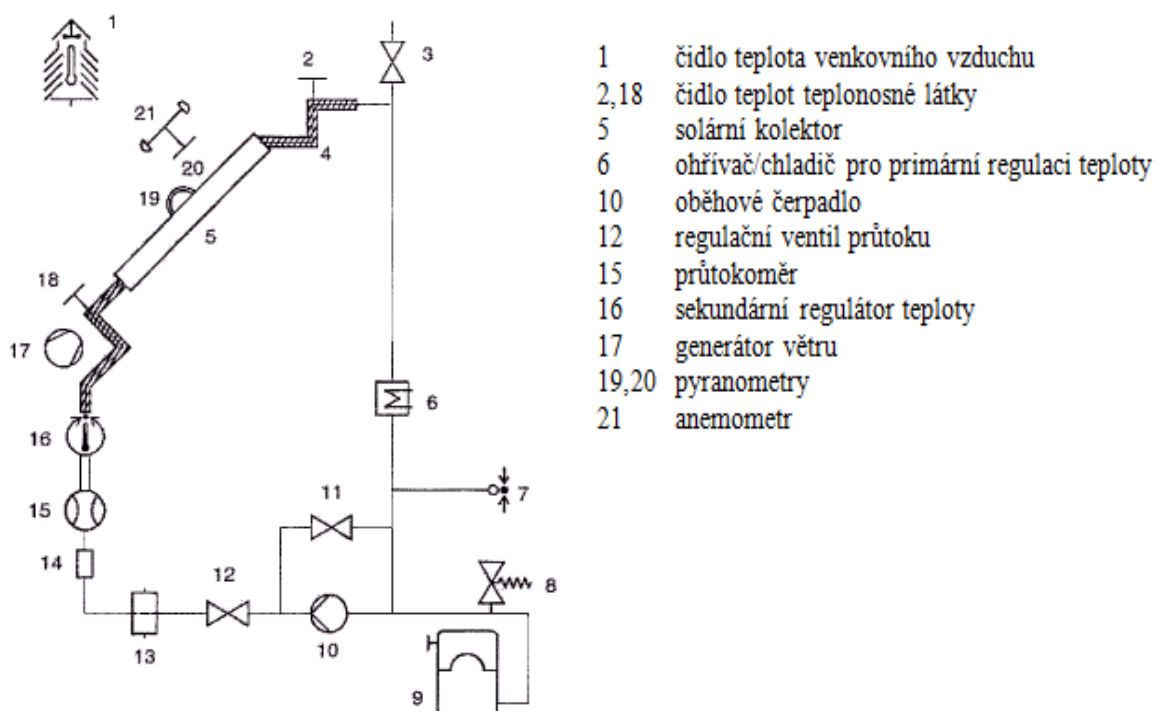 1
2
3
21
20
4
19
5
18
17
6
16
7
15
11
14
12
8
10
13
9
1 čidlo teplota venkovního vzduchu
2,18 čidlo teplot teplonosné látky
5 solární kolektor
6 ohřívač/chladič pro primární regulaci teploty
10 oběhové čerpadlo
12 regulační ventil průtoku
15 průtokoměr
16 sekundární regulátor teploty
17 generátor větru
19,20 pyranometry
21 anemometr